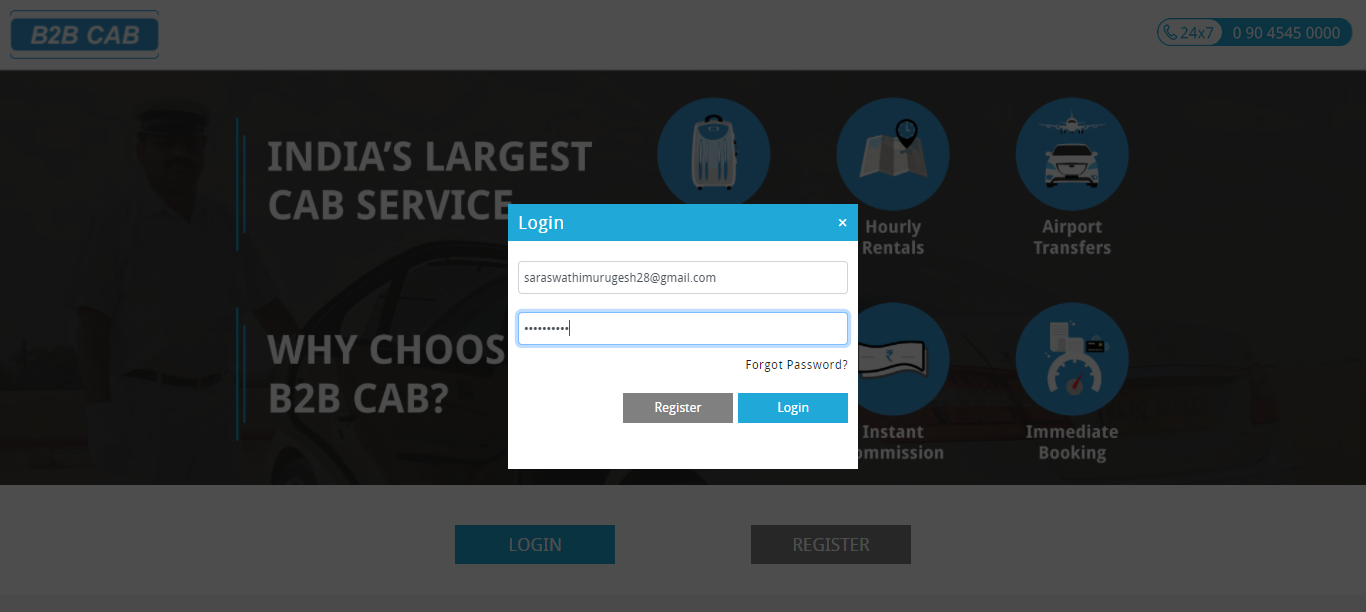 B2B CAB
24x7 0 90 4545 0000
INDIA'S LARGEST
CAB SERVICE
WHY CHOOS
B2B CAB?
Hourly
Rentals
Airport
Transfers
Instant
ommission
Immediate
Booking
Login ×
saraswathimurugesh28@gmail.com
••••••••••
Forgot Password?
Register Login
LOGIN REGISTER